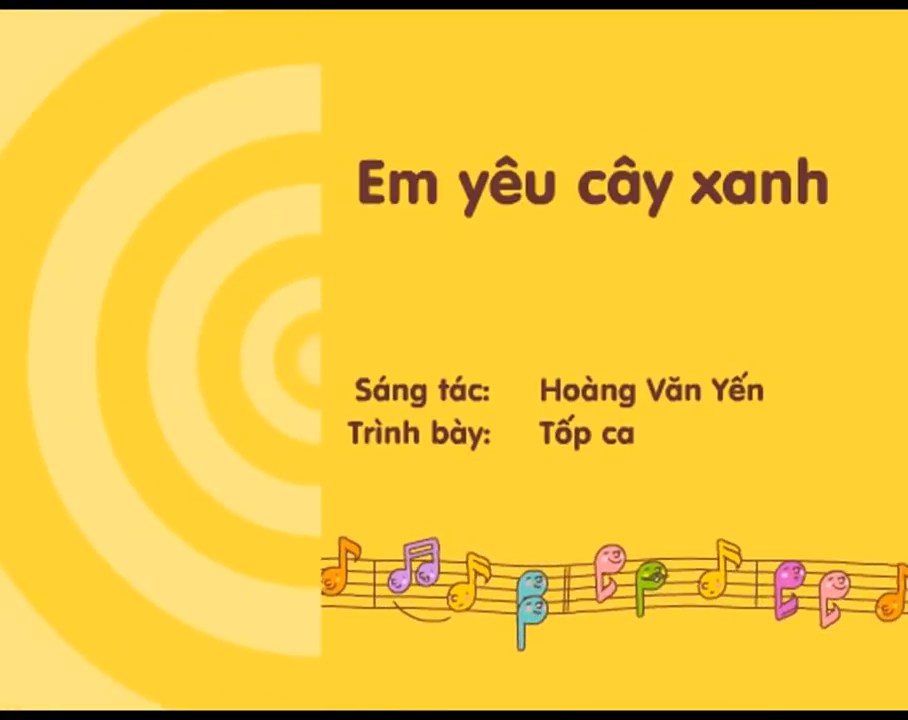 Em yêu cây xanh
Sáng tác: Hoàng Văn Yến
Trình bày: Tốp ca